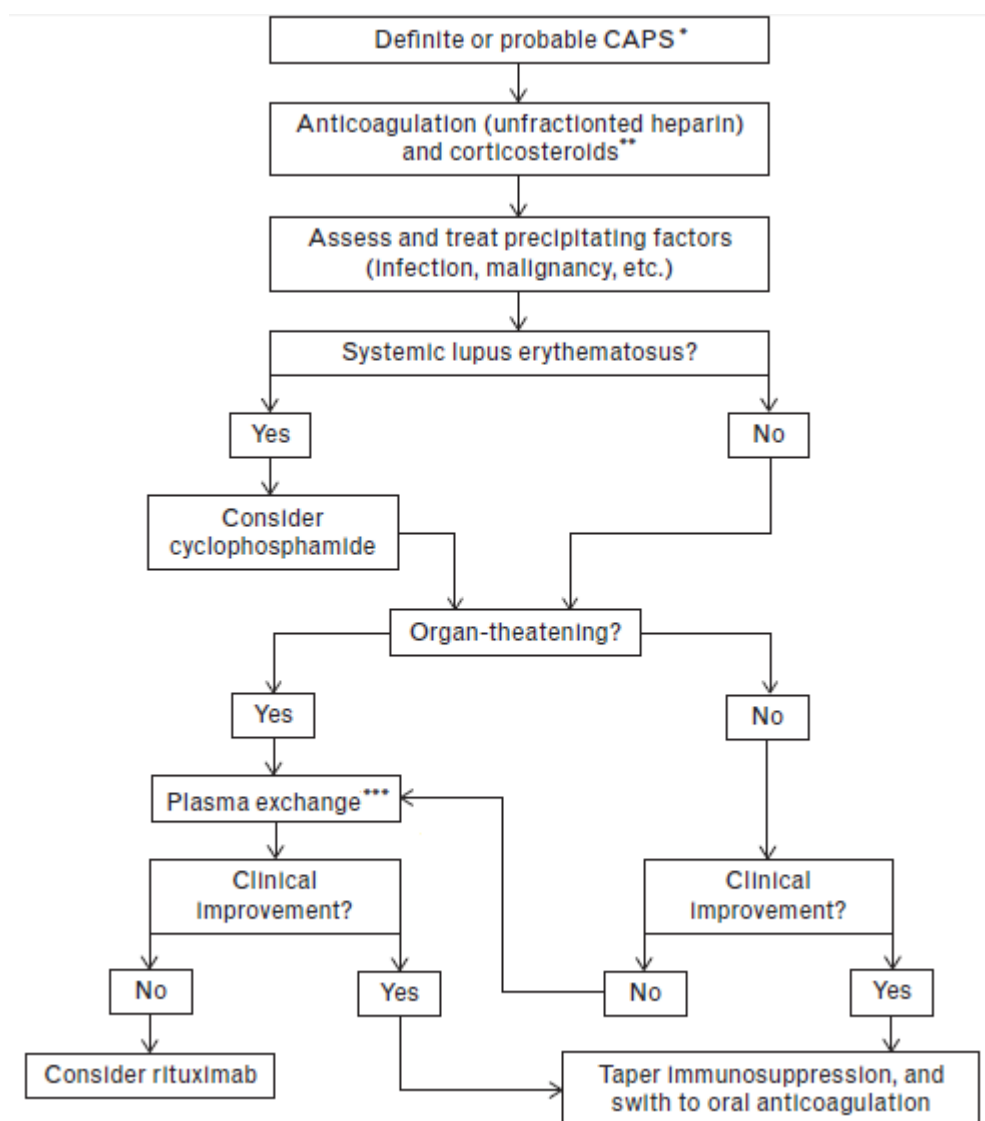 Definite or probable CAPS*
Anticoagulation (unfractionted heparin)
and corticosteroids**
Assess and treat precipitating factors
(infection, malignancy, etc.)
Systemic lupus erythematosus?
Yes
No
Consider
cyclophosphamide
Organ-theatening?
Yes
No
Plasma exchange***
Clinical
improvement?
Clinical
improvement?
No
Yes
No
Yes
Consider rituximab
Taper immunosuppression, and
swith to oral anticoagulation